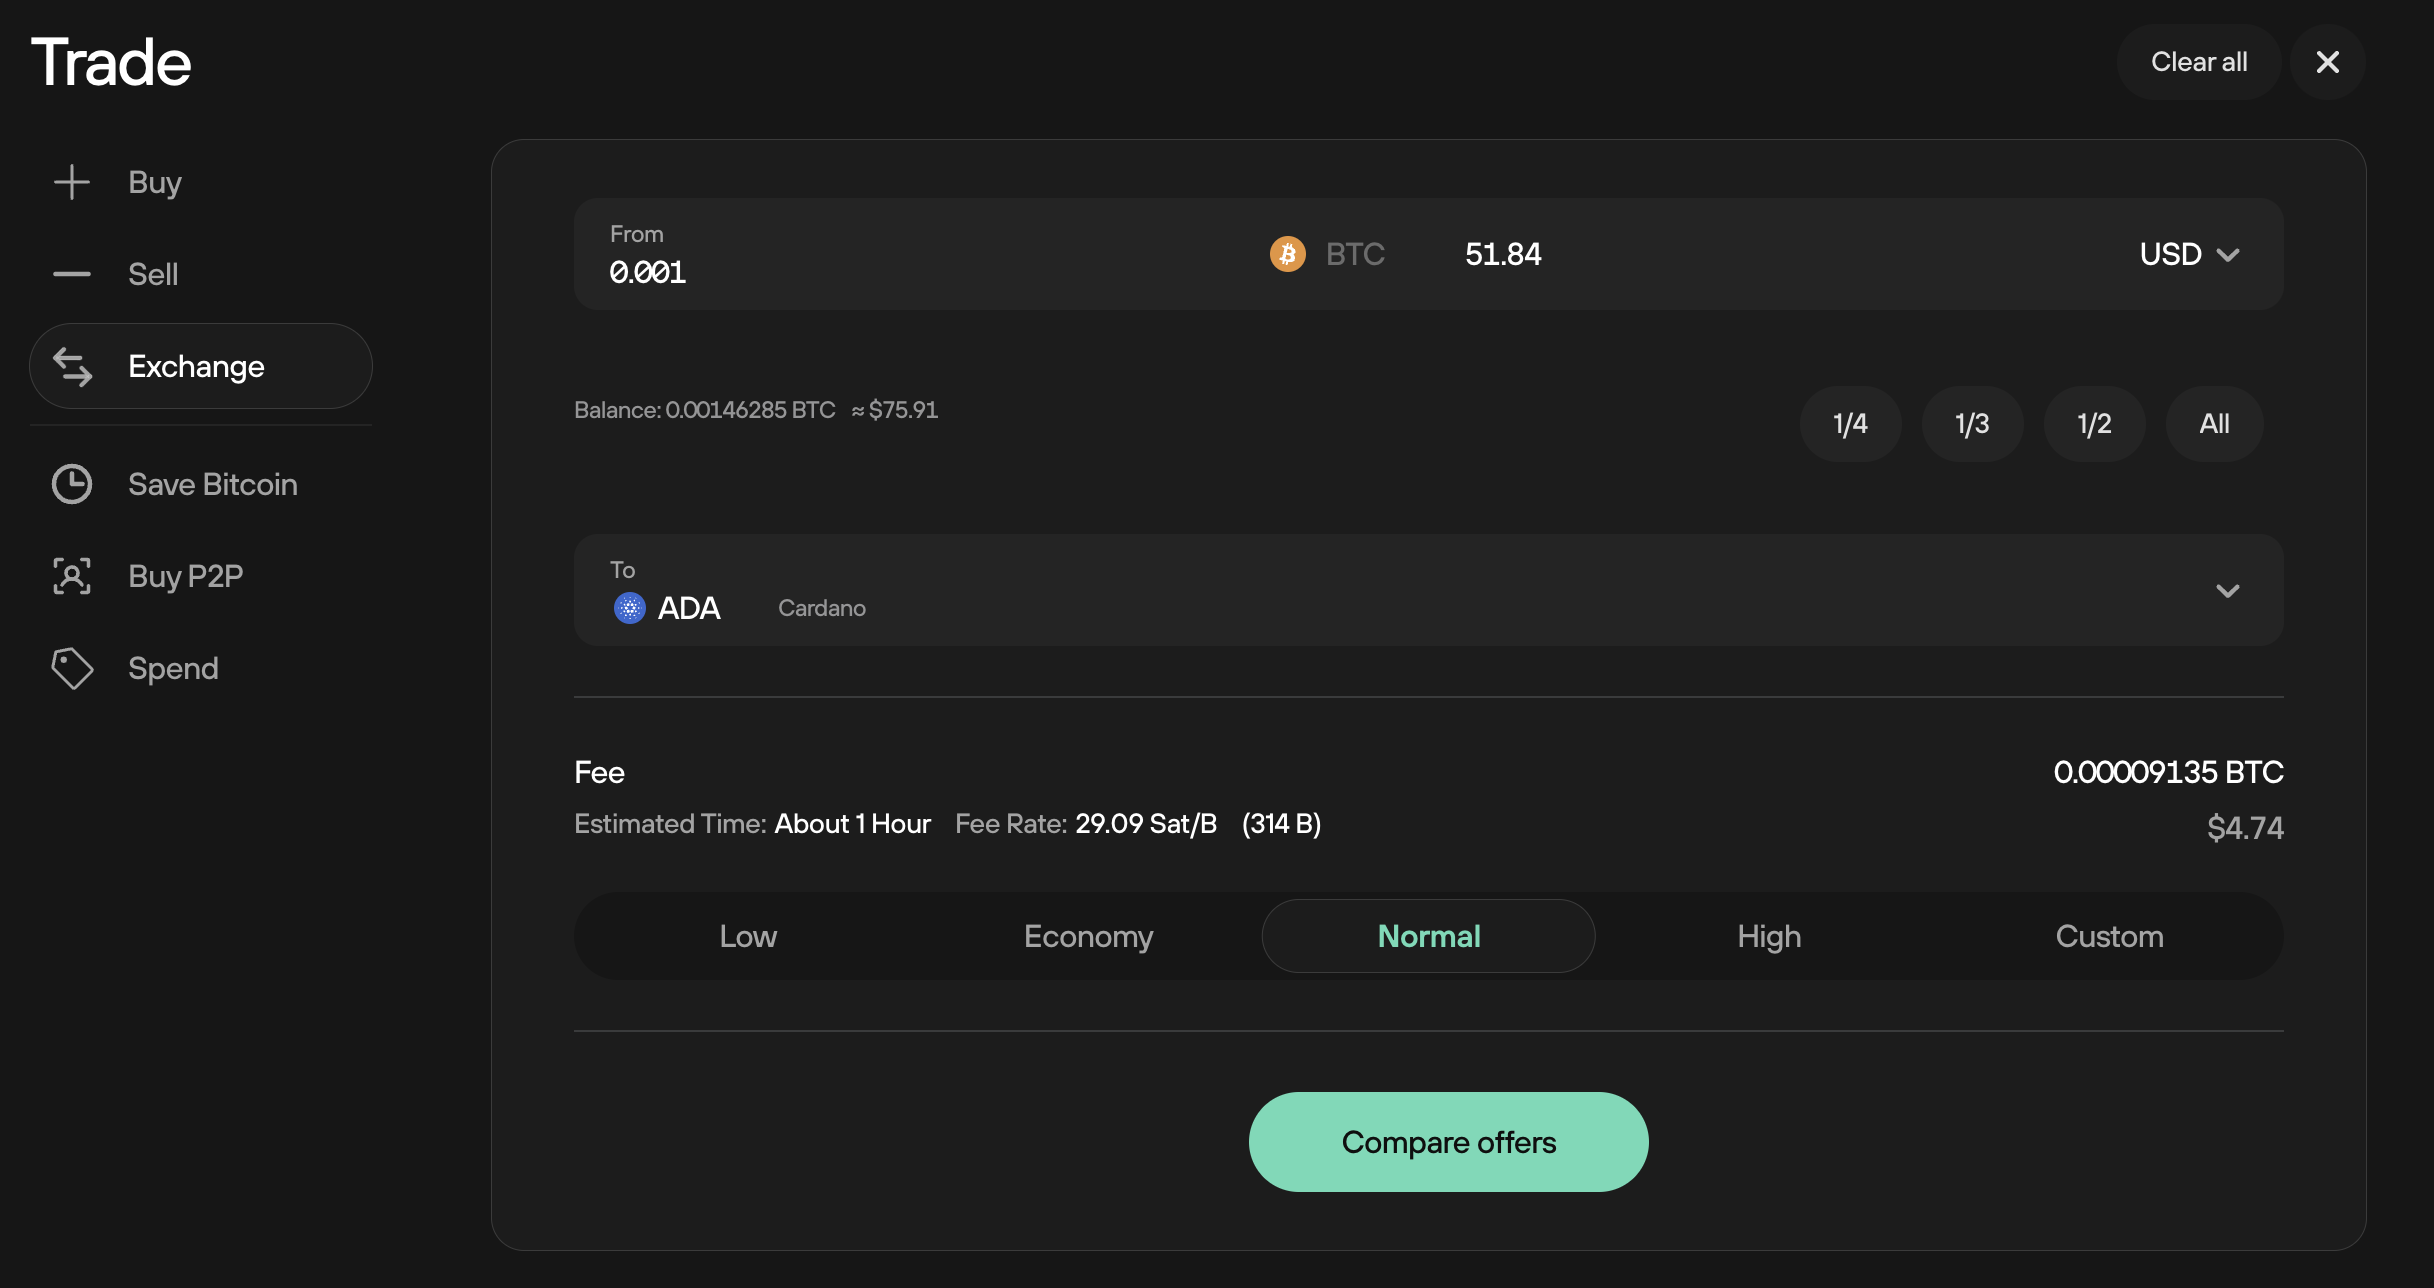 Trade
Clear all
Buy
Sell
Exchange
Save Bitcoin
Buy P2P
Spend
From
0.001
BTC
51.84
USD
Balance: 0.00146285 BTC ≈ $75.91
1/4
1/3
1/2
All
To
ADA Cardano
Fee
0.00009135 BTC
Estimated Time: About 1 Hour Fee Rate: 29.09 Sat/B (314 B)
$4.74
Low
Economy
Normal
High
Custom
Compare offers